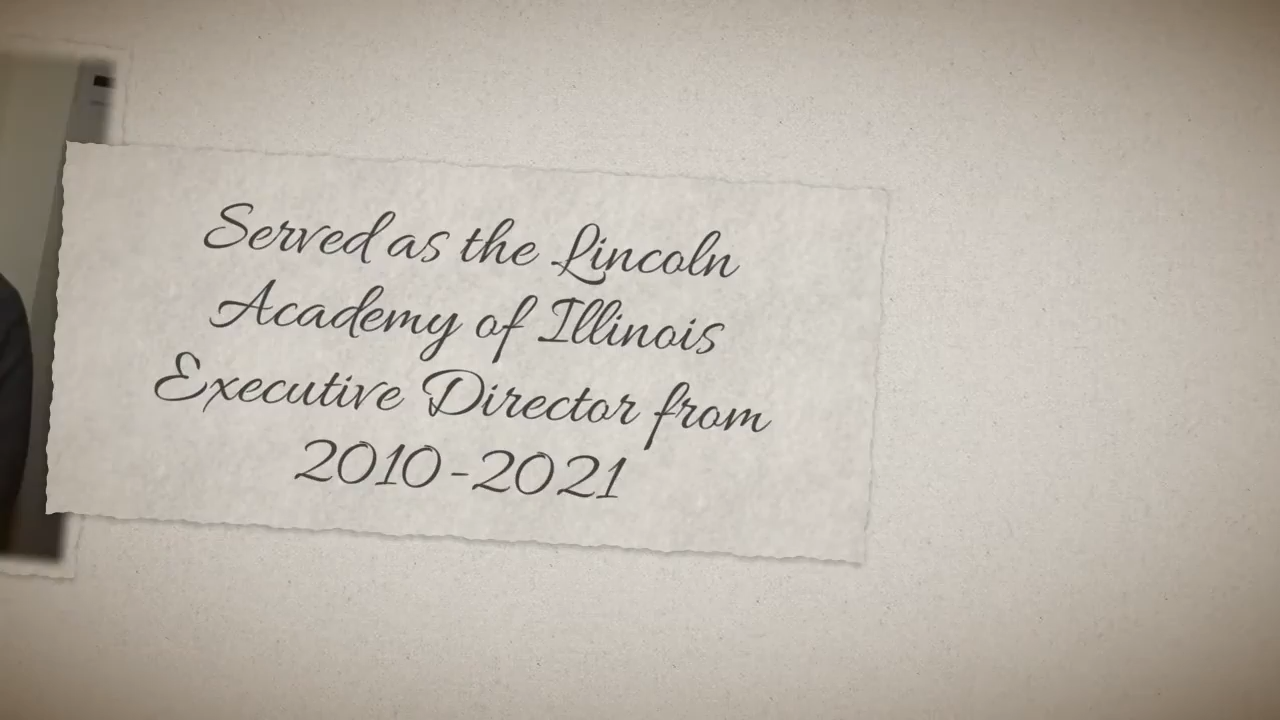 Served as the Lincoln
Academy of Illinois
Executive Director from
2010-2021